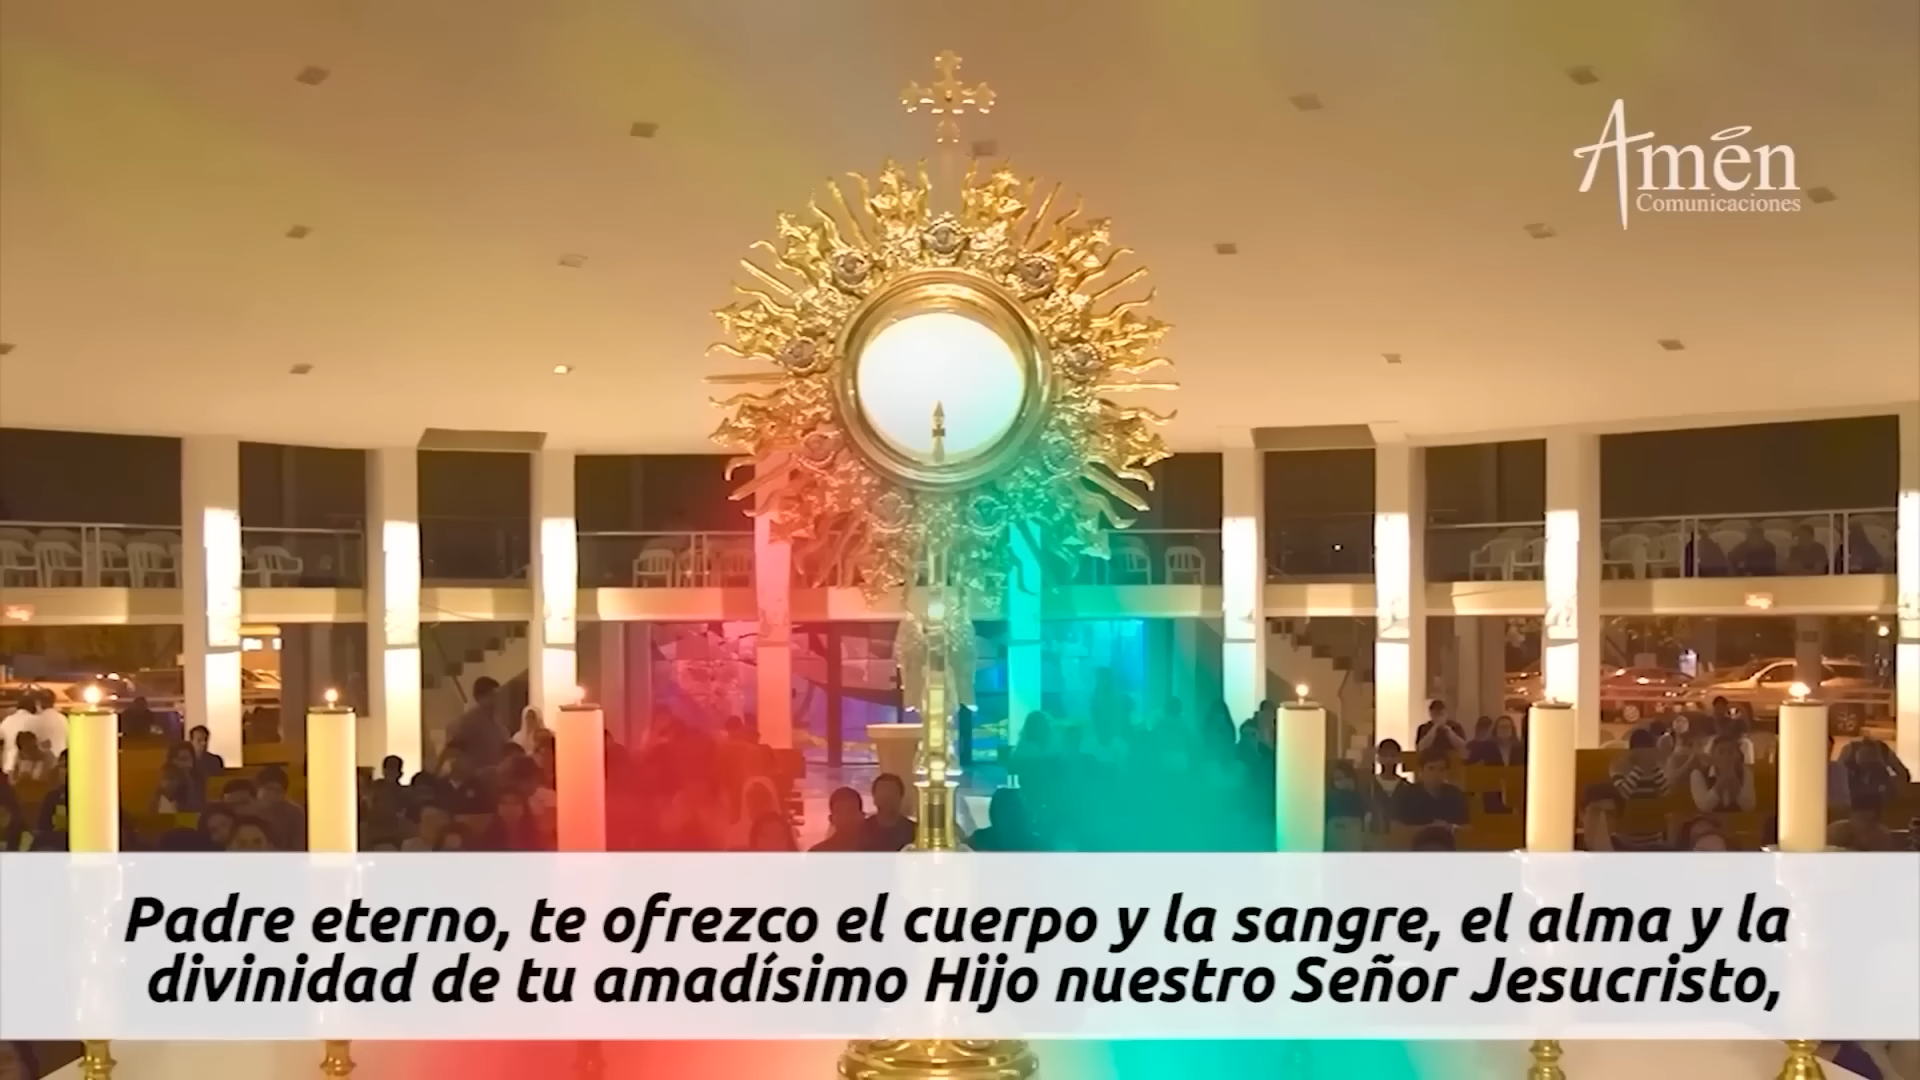 Amén
Comunicaciones
Padre eterno, te ofrezco el cuerpo y la sangre, el alma y la
divinidad de tu amadísimo Hijo nuestro Señor Jesucristo,